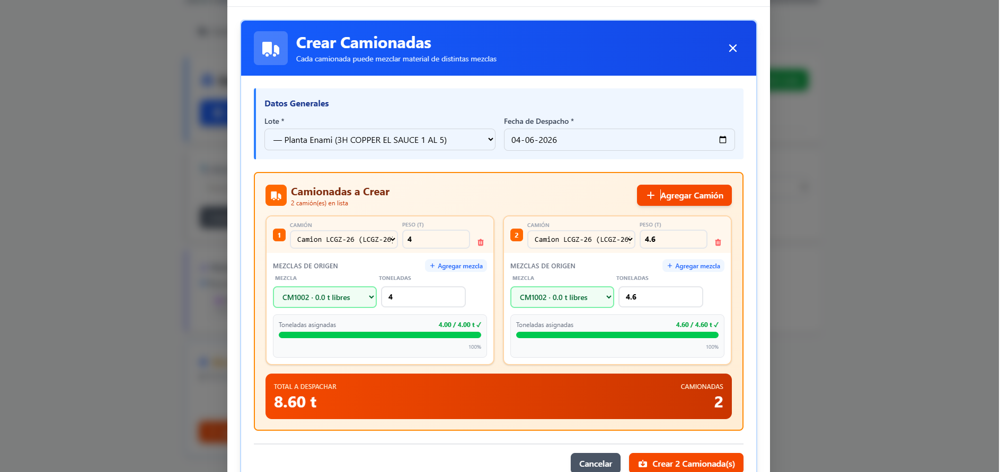 Crear Camionadas
Cada camionada puede mezclar material de distintas mezclas
Datos Generales
Lote *
Fecha de Despacho *
— Planta Enami (3H COPPER EL SAUCE 1 AL 5)
04-06-2026
Camionadas a Crear
2 camión(es) en lista
Agregar Camión
1
CAMIÓN
PESO (T)
Camion LCGZ-26 (LCGZ-26)
4
MEZCLAS DE ORIGEN
+ Agregar mezcla
MEZCLA
TONELADAS
CM1002 · 0.0 t libres
4
Toneladas asignadas
4.00 / 4.00 t ✓
100%
2
CAMIÓN
PESO (T)
Camion LCGZ-26 (LCGZ-26)
4.6
MEZCLAS DE ORIGEN
+ Agregar mezcla
MEZCLA
TONELADAS
CM1002 · 0.0 t libres
4.6
Toneladas asignadas
4.60 / 4.60 t ✓
100%
TOTAL A DESPACHAR
8.60 t
CAMIONADAS
2
Cancelar
Crear 2 Camionada(s)